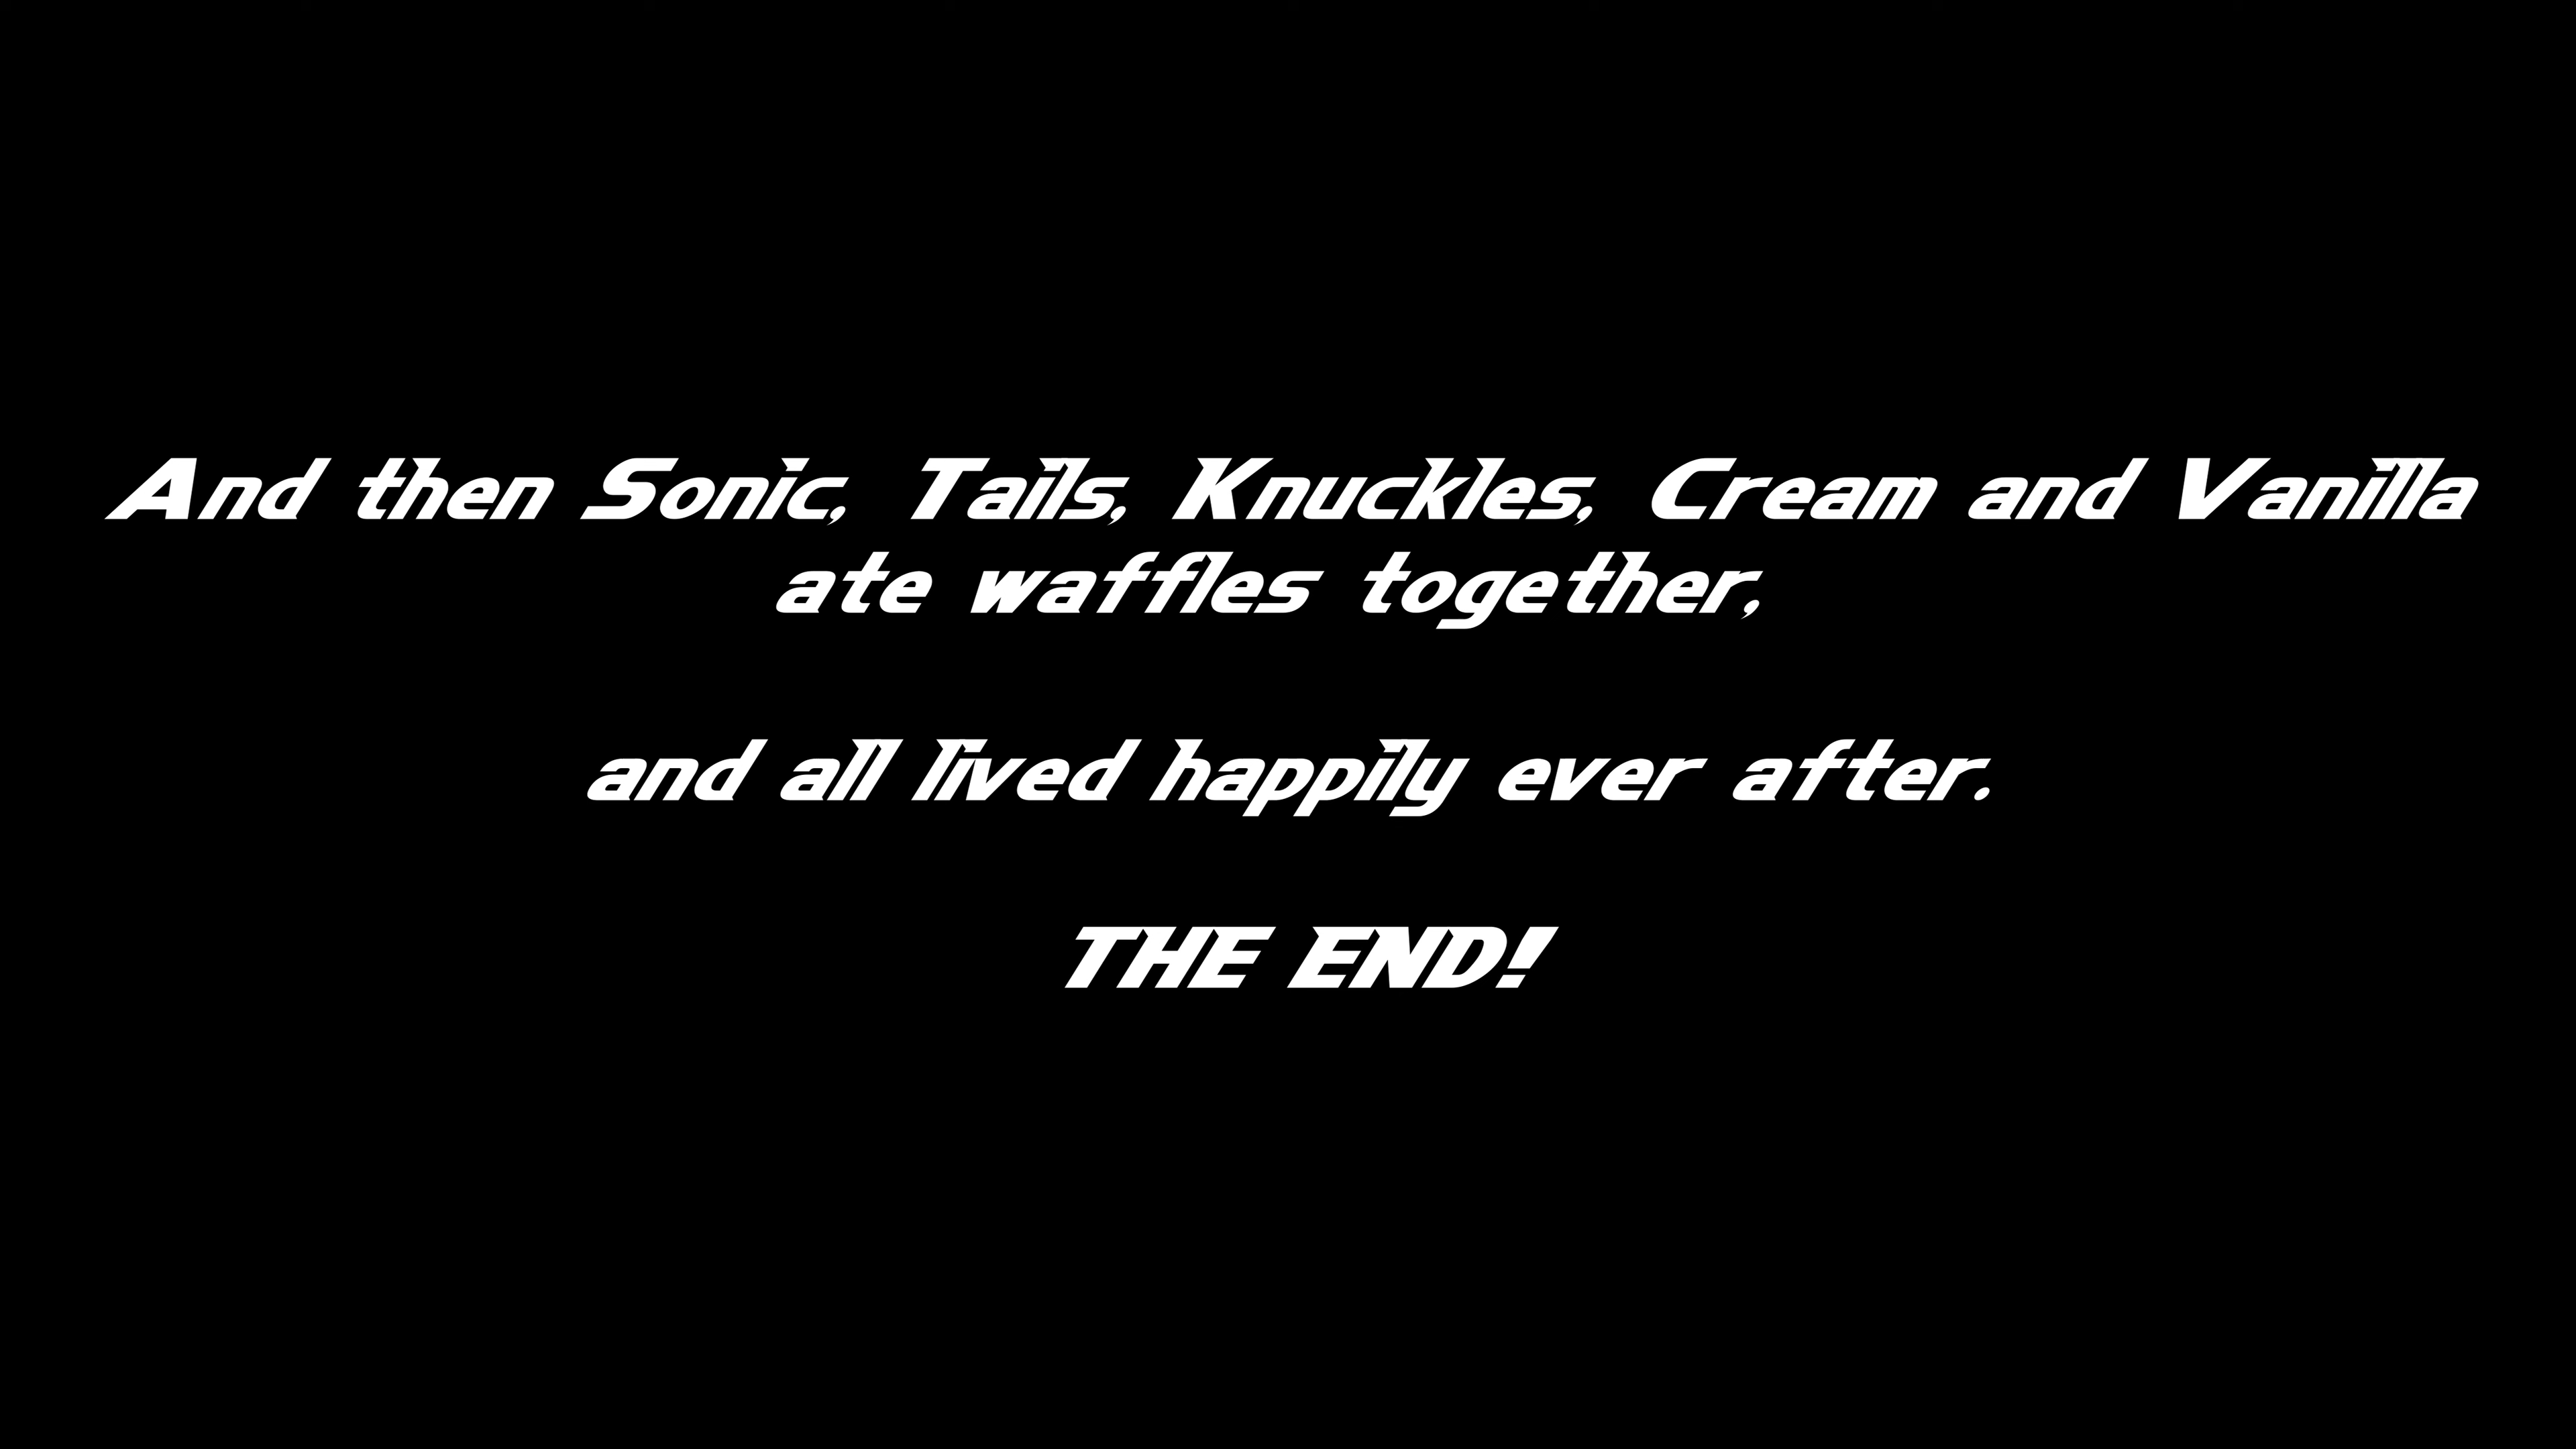 And then Sonic, Tails, Knuckles, Cream and Vanilla
ate waffles together,
and all lived happily ever after.
THE END!